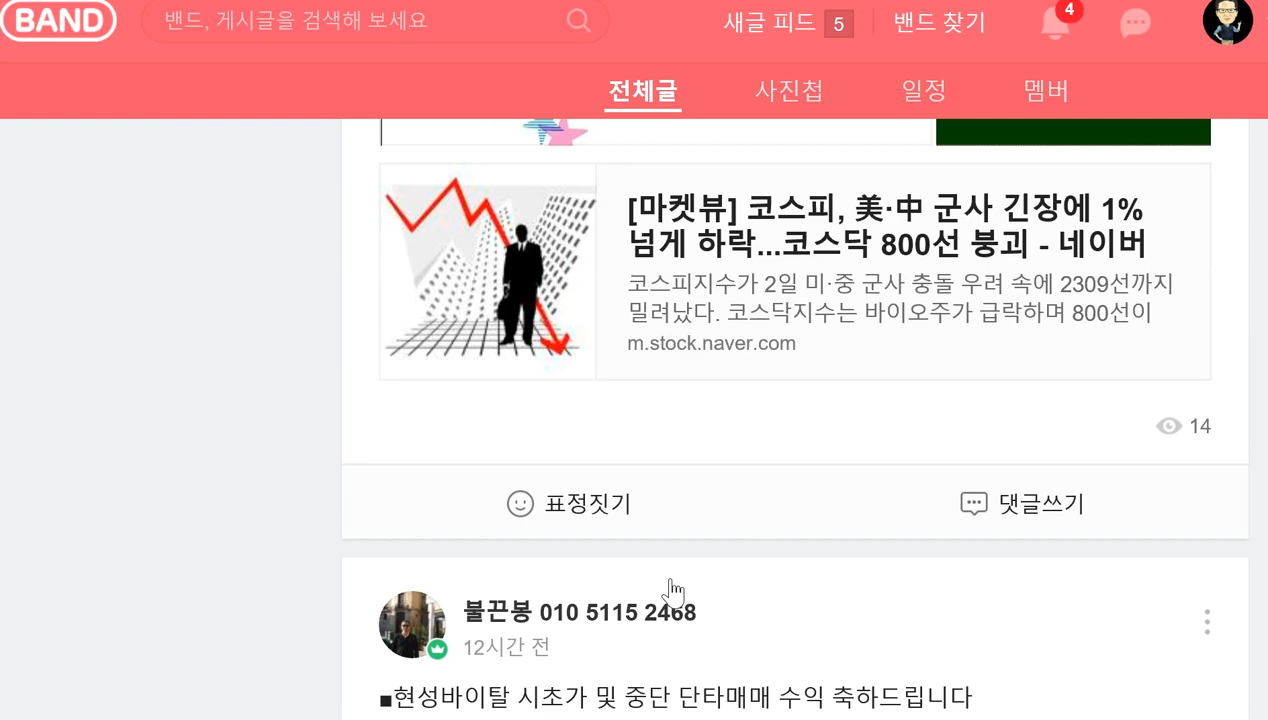 BAND
밴드, 게시글을 검색해 보세요
새글 피드 5
밴드 찾기
4
전체글
사진첩
일정
멤버
[마켓뷰] 코스피, 美·中 군사 긴장에 1%
넘게 하락...코스닥 800선 붕괴 - 네이버
코스피지수가 2일 미·중 군사 충돌 우려 속에 2309선까지
밀려났다. 코스닥지수는 바이오주가 급락하며 800선이
m.stock.naver.com
14
표정짓기
댓글쓰기
불끈봉 010 5115 2468
12시간 전
■현성바이탈 시초가 및 중단 단타매매 수익 축하드립니다